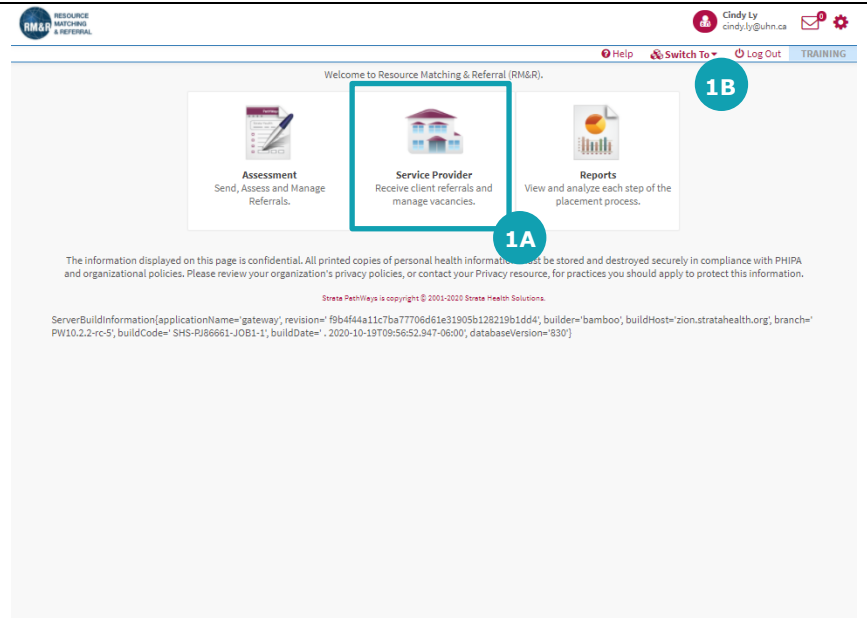 RM&R
RESOURCE
MATCHING
& REFERRAL
Cindy Ly
cindy.ly@uhn.ca
0
Help
Switch To
Log Out
TRAINING
1B
Welcome to Resource Matching & Referral (RM&R).
Assessment
Send, Assess and Manage
Referrals.
Service Provider
Receive client referrals and
manage vacancies.
Reports
View and analyze each step of the
placement process.
1A
The information displayed on this page is confidential. All printed copies of personal health informatio st be stored and destroyed securely in compliance with PHIPA
and organizational policies. Please review your organization's privacy policies, or contact your Privacy resource, for practices you should apply to protect this information.
Strata PathWays is copyright © 2001-2020 Strata Health Solutions.
ServerBuildInformation{applicationName='gateway', revision=' f9b4f44a11c7ba77706d61e31905b128219b1dd4', builder='bamboo', buildHost='zion.stratahealth.org', branch='
PW10.2.2-rc-5', buildCode=' SHS-PJ86661-JOB1-1', buildDate=' . 2020-10-19T09:56:52.947-06:00', databaseVersion='830'}